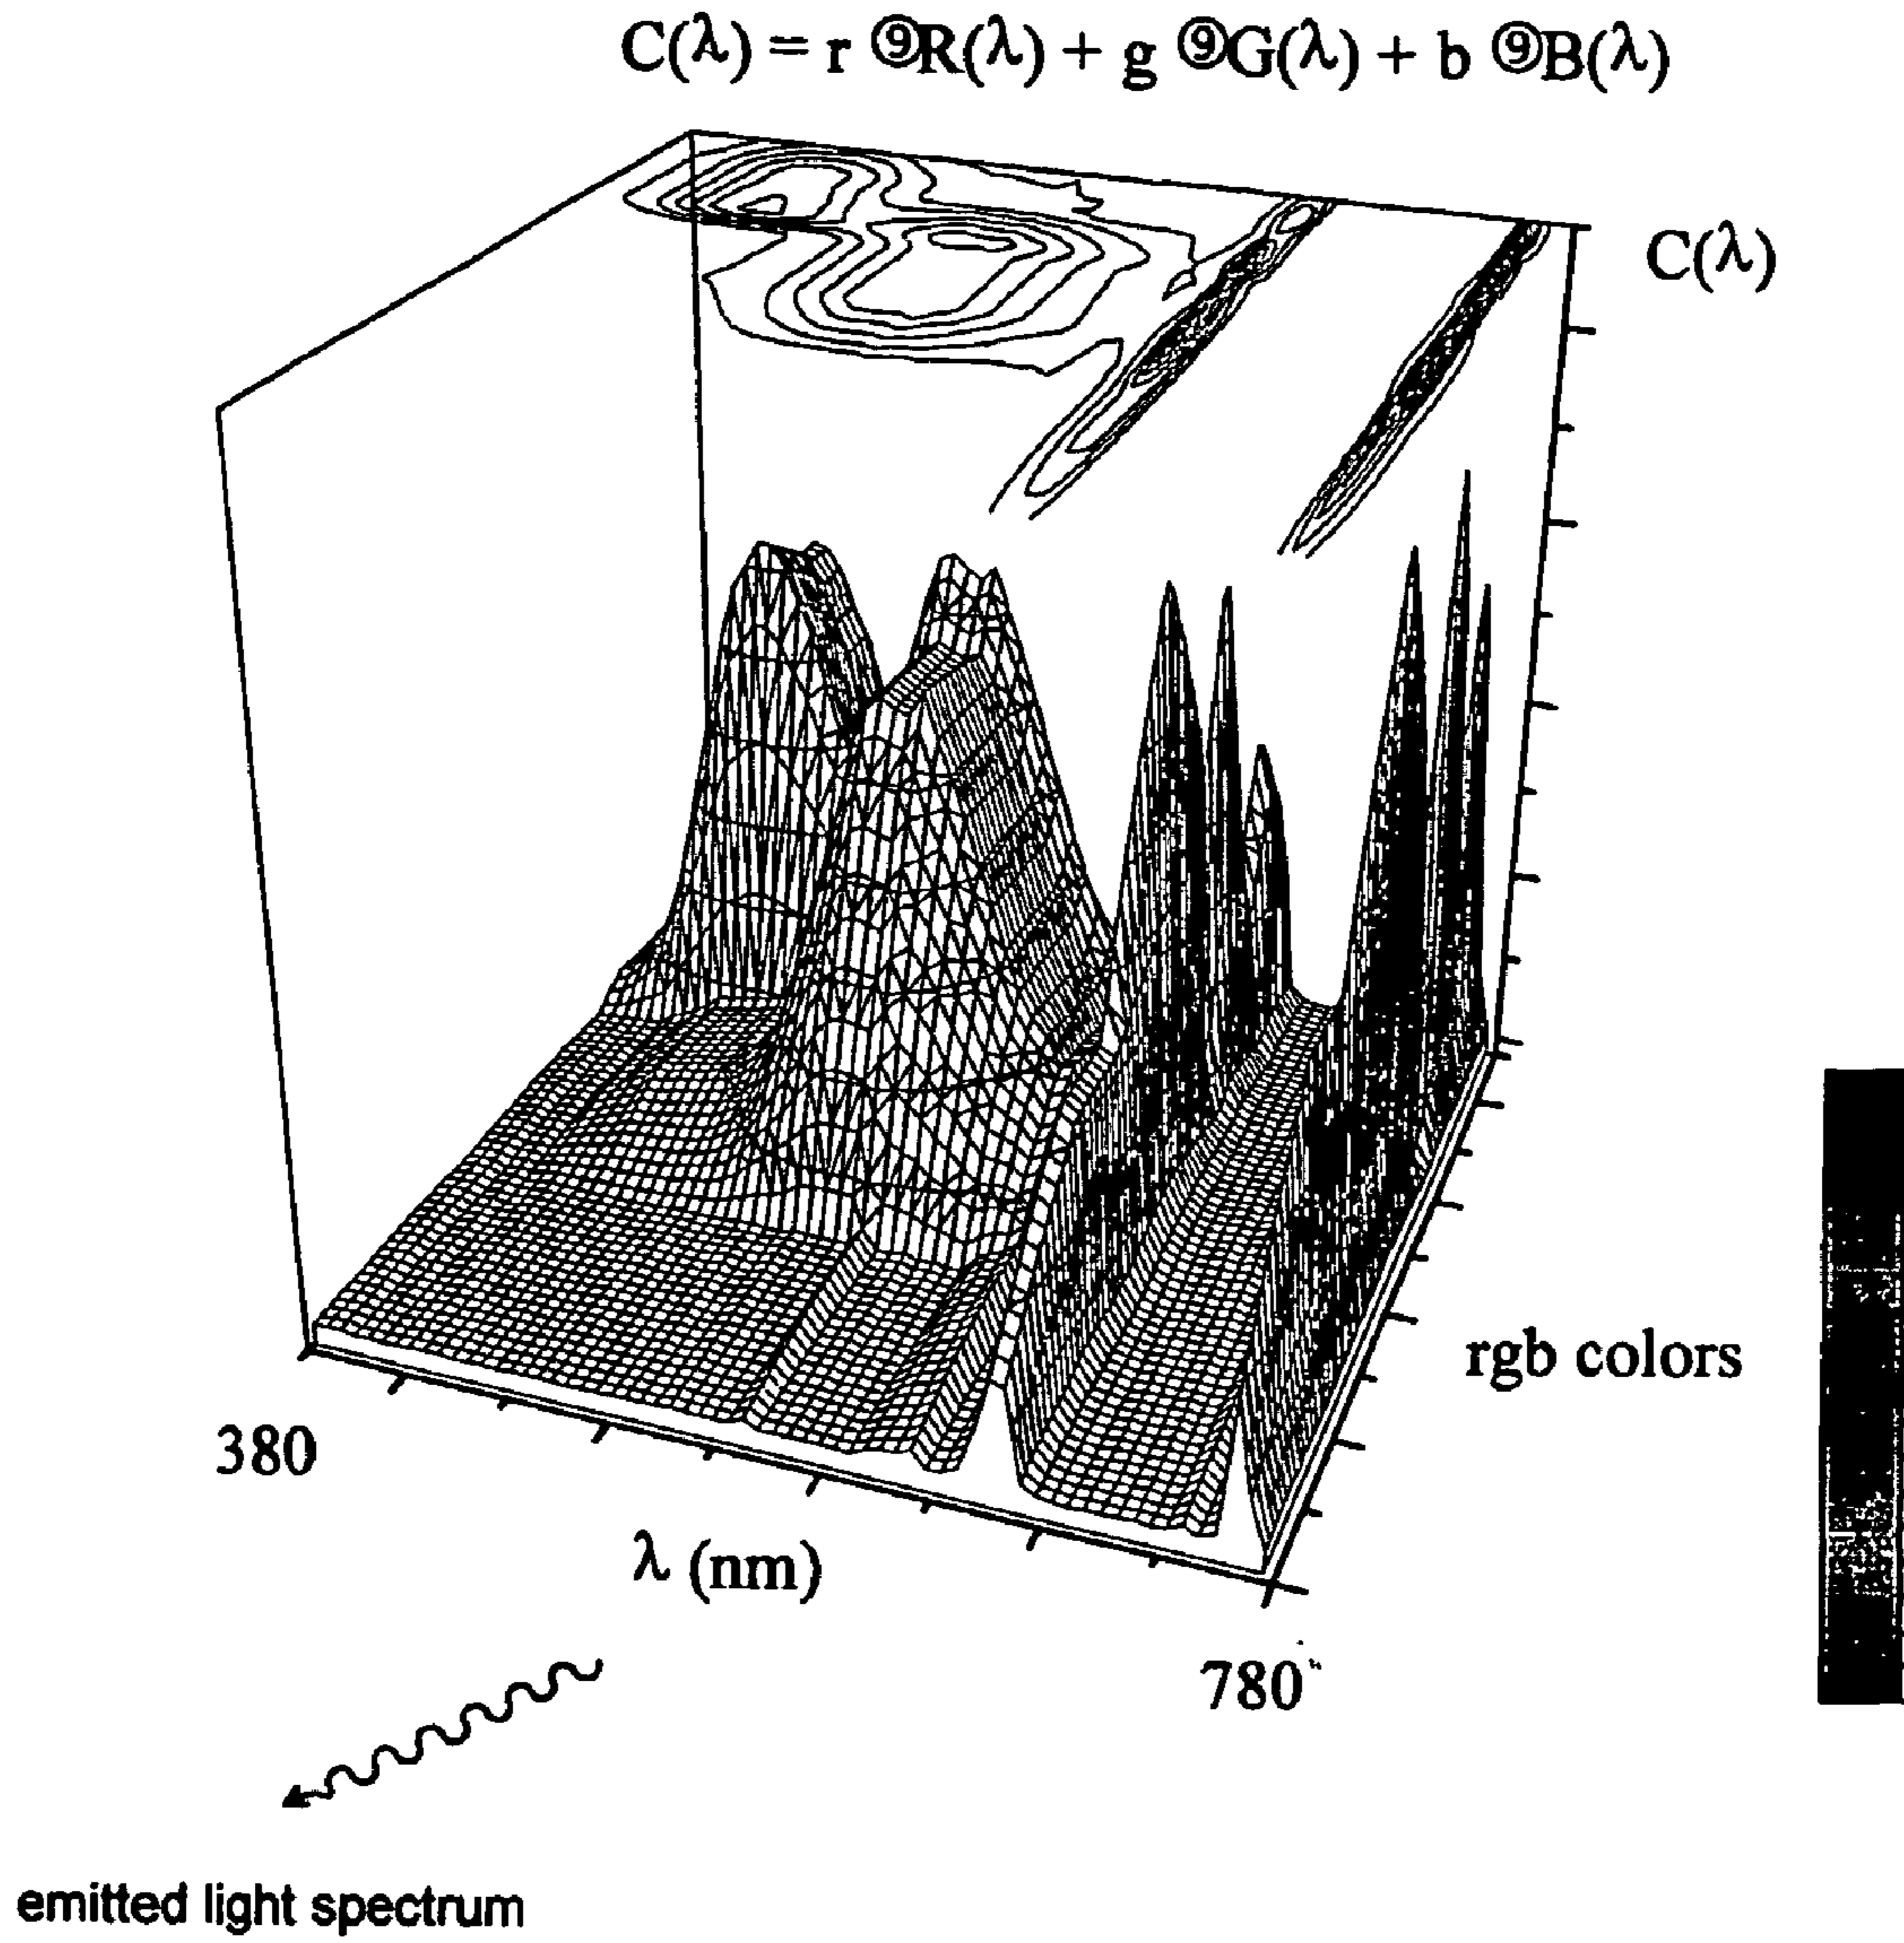 C(λ) = r ⑨R(λ) + g ⑨G(λ) + b ⑨B(λ)
C(λ)
rgb colors
380
λ (nm)
780
emitted light spectrum